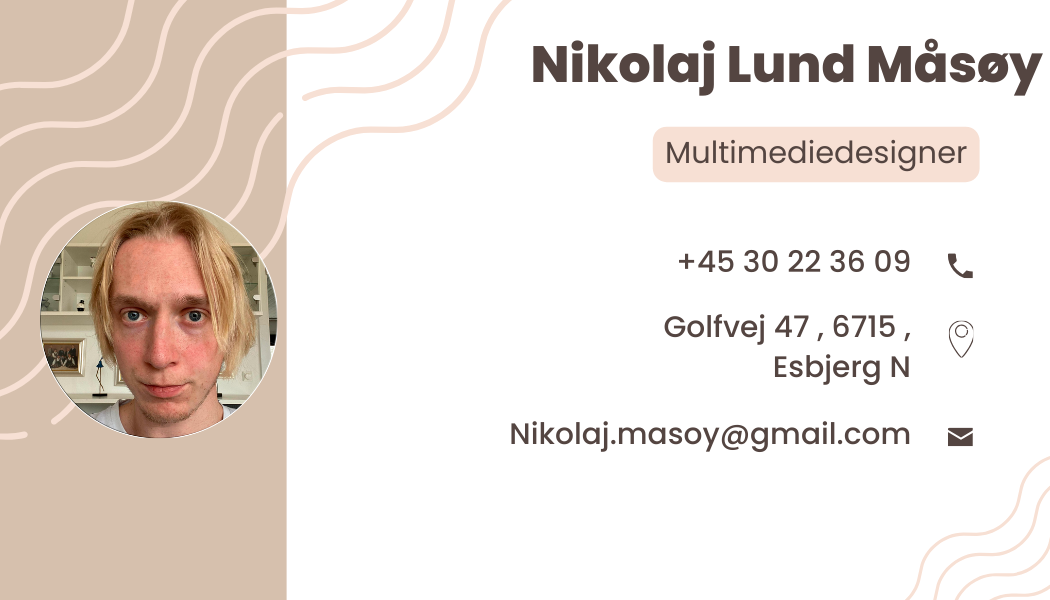 Nikolaj Lund Måsøy
Multimediedesigner
+45 30 22 36 09
Golfvej 47 , 6715 ,
Esbjerg N
Nikolaj.masoy@gmail.com